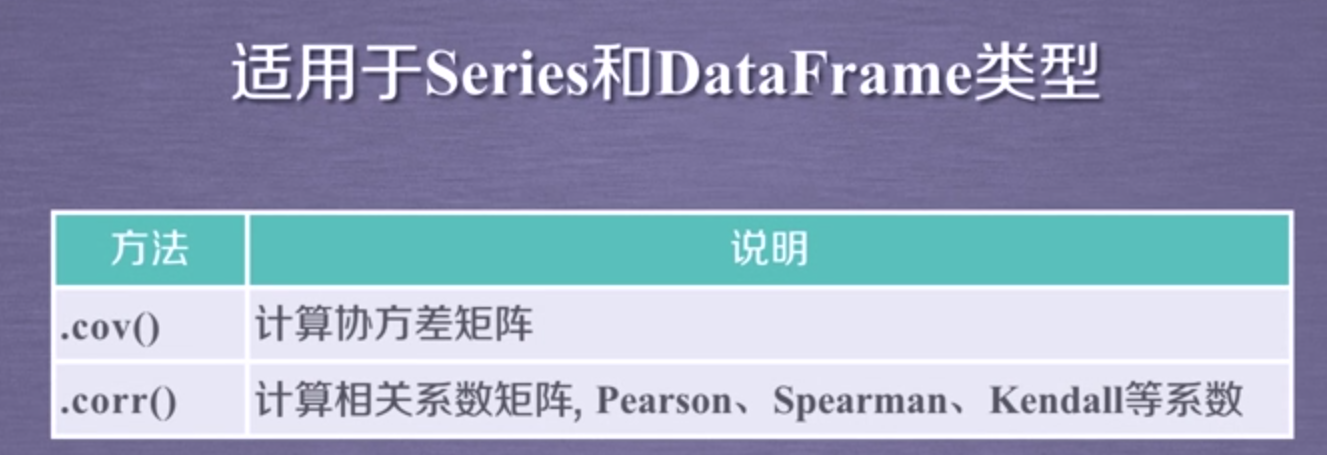 适用于Series和DataFrame类型
方法 说明
.cov() 计算协方差矩阵
.corr() 计算相关系数矩阵, Pearson、Spearman、Kendall等系数